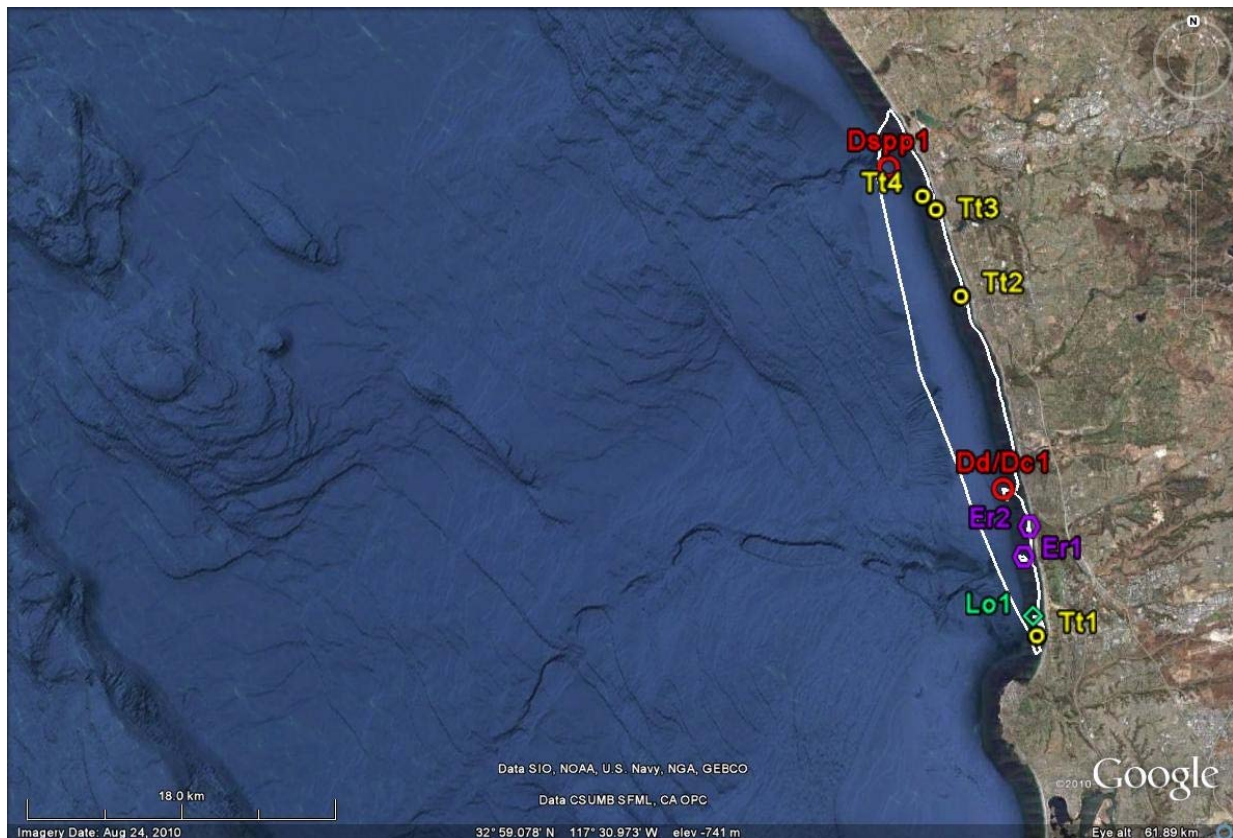 N
Dspp1
Tt4
Tt3
Tt2
Dd/Dc1
Er2
Er1
Lo1
Tt1
Data SIO, NOAA, U.S. Navy, NGA, GEBCO
Data CSUMB SFML, CA OPC
©2010 Google
18.0 km
Imagery Date: Aug 24, 2010
32° 59.078' N 117° 30.973' W elev -741 m
Eye alt 61.89 km